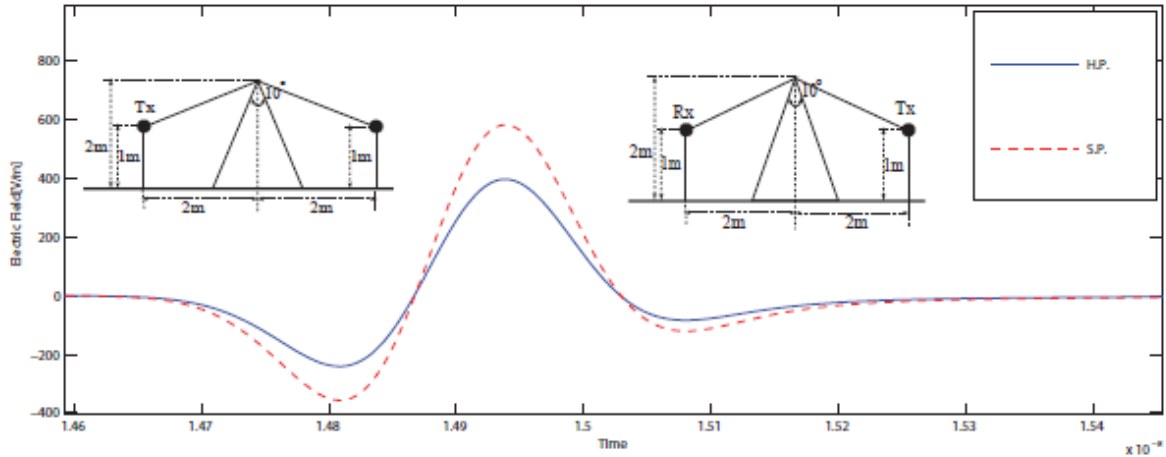 Electric Field[V/m]
800
600
400
200
0
−200
−400
1.46
1.47
1.48
1.49
1.5
1.51
1.52
1.53
1.54
Time
Tx
10°
2m
1m
1m
2m
2m
Rx
10°
Tx
2m
1m
1m
2m
2m
H.P.
S.P.